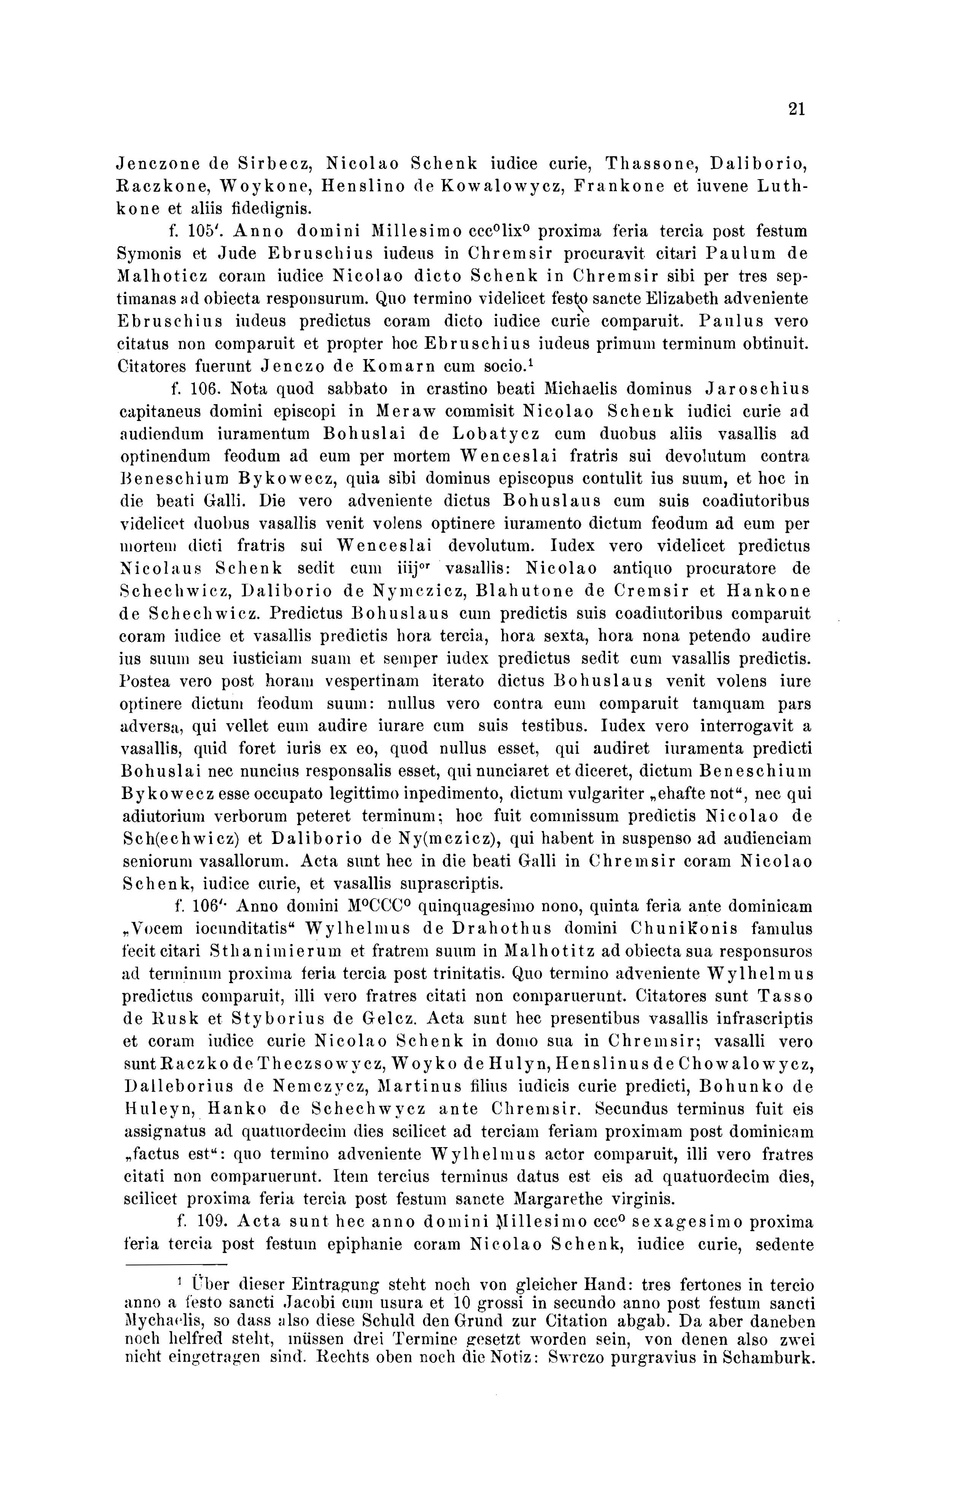 21
Jenczone de Sirbecz, Nicolao Schenk iudice curie, Thassone, Daliborio,
Raczkone, Woykone, Henslino de Kowalowycz, Frankone et iuvene Luth-
kone et aliis fidedignis.
f. 105′. Anno domini Millesimo cccºlixº proxima feria tercia post festum
Symonis et Jude Ebruschius iudeus in Chremsir procuravit citari Paulum de
Malhoticz coram iudice Nicolao dicto Schenk in Chremsir sibi per tres sep-
timanas ad obiecta responsurum. Quo termino videlicet festo sancte Elizabeth adveniente
Ebruschius iudeus predictus coram dicto iudice curie comparuit. Paulus vero
citatus non comparuit et propter hoc Ebruschius iudeus primum terminum obtinuit.
Citatores fuerunt Jenczo de Komarn cum socio.¹
f. 106. Nota quod sabbato in crastino beati Michaelis dominus Jaroschius
capitaneus domini episcopi in Meraw commisit Nicolao Schenk iudici curie ad
audiendum iuramentum Bohuslai de Lobatycz cum duobus aliis vasallis ad
optinendum feodum ad eum per mortem Wenceslai fratris sui devolutum contra
Beneschium Bykowecz, quia sibi dominus episcopus contulit ius suum, et hoc in
die beati Galli. Die vero adveniente dictus Bohuslaus cum suis coadiutoribus
videlicet duobus vasallis venit volens optinere iuramento dictum feodum ad eum per
mortem dicti fratris sui Wenceslai devolutum. Iudex vero videlicet predictus
Nicolaus Schenk sedit cum iiijᵒʳ vasallis: Nicolao antiquo procuratore de
Schechwicz, Daliborio de Nymczicz, Blahutone de Cremsir et Hankone
de Schechwicz. Predictus Bohuslaus cum predictis suis coadiutoribus comparuit
coram iudice et vasallis predictis hora tercia, hora sexta, hora nona petendo audire
ius suum seu iusticiam suam et semper iudex predictus sedit cum vasallis predictis.
Postea vero post horam vespertinam iterato dictus Bohuslaus venit volens iure
optinere dictum feodum suum: nullus vero contra eum comparuit tamquam pars
adversa, qui vellet eum audire iurare cum suis testibus. Iudex vero interrogavit a
vasallis, quid foret iuris ex eo, quod nullus esset, qui audiret iuramenta predicti
Bohuslai nec nuncius responsalis esset, qui nunciaret et diceret, dictum Beneschium
Bykowecz esse occupato legittimo inpedimento, dictum vulgariter „ehafte not“, nec qui
adiutorium verborum peteret terminum; hoc fuit commissum predictis Nicolao de
Sch(echwicz) et Daliborio de Ny(mczicz), qui habent in suspenso ad audienciam
seniorum vasallorum. Acta sunt hec in die beati Galli in Chremsir coram Nicolao
Schenk, iudice curie, et vasallis suprascriptis.
f. 106′. Anno domini MºCCCº quinquagesimo nono, quinta feria ante dominicam
„Vocem iocunditatis“ Wylhelmus de Drahothus domini Chunikonis famulus
fecit citari Sthanimierum et fratrem suum in Malhotitz ad obiecta sua responsuros
ad terminum proxima feria tercia post trinitatis. Quo termino adveniente Wylhelmus
predictus comparuit, illi vero fratres citati non comparuerunt. Citatores sunt Tasso
de Rusk et Styborius de Gelcz. Acta sunt hec presentibus vasallis infrascriptis
et coram iudice curie Nicolao Schenk in domo sua in Chremsir; vasalli vero
sunt Raczko de Theczsowycz, Woyko de Hulyn, Henslinus de Chowalowycz,
Dalleborius de Nemczycz, Martinus filius iudicis curie predicti, Bohunko de
Huleyn, Hanko de Schechwycz ante Chremsir. Secundus terminus fuit eis
assignatus ad quatuordecim dies scilicet ad terciam feriam proximam post dominicam
„factus est“: quo termino adveniente Wylhelmus actor comparuit, illi vero fratres
citati non comparuerunt. Item tercius terminus datus est eis ad quatuordecim dies,
scilicet proxima feria tercia post festum sancte Margarethe virginis.
f. 109. Acta sunt hec anno domini Millesimo cccº sexagesimo proxima
feria tercia post festum epiphanie coram Nicolao Schenk, iudice curie, sedente
¹ Über dieser Eintragung steht noch von gleicher Hand: tres fertones in tercio
anno a festo sancti Jacobi cum usura et 10 grossi in secundo anno post festum sancti
Mychaelis, so dass also diese Schuld den Grund zur Citation abgab. Da aber daneben
noch helfred steht, müssen drei Termine gesetzt worden sein, von denen also zwei
nicht eingetragen sind. Rechts oben noch die Notiz: Swrczo purgravius in Schamburk.